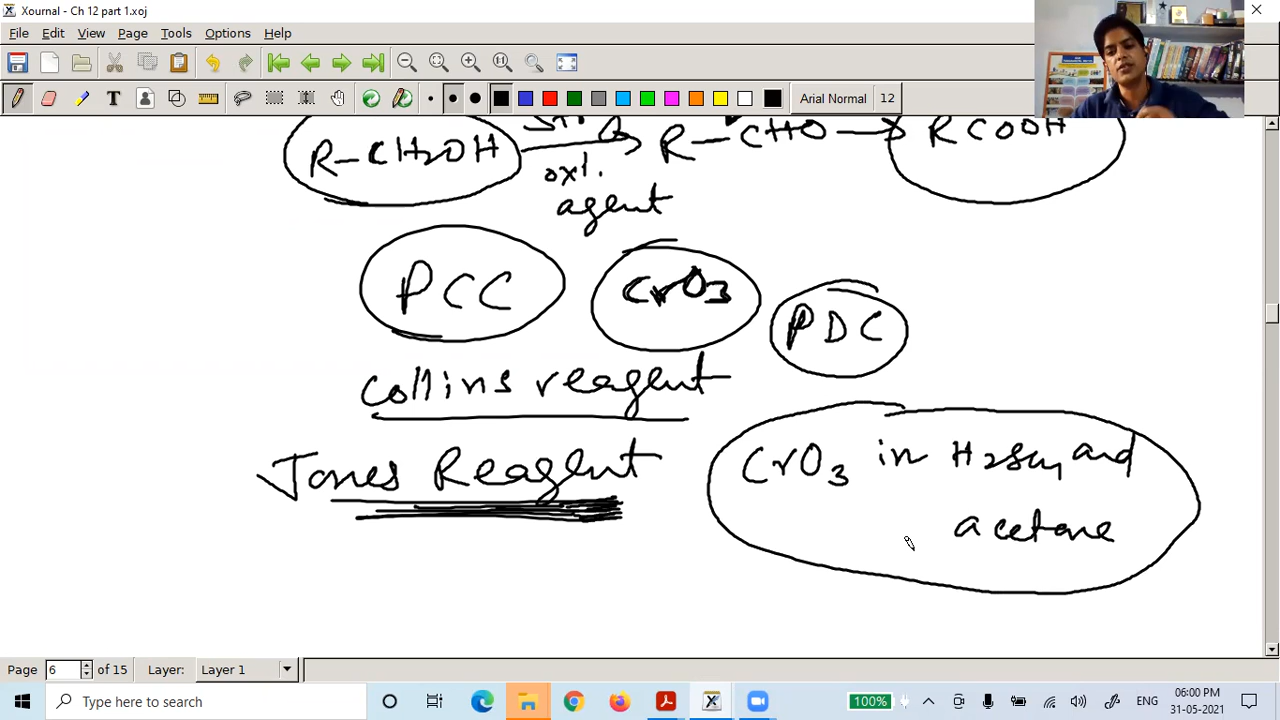 Xournal - Ch 12 part 1.xoj
File Edit View Page Tools Options Help
Arial Normal 12
R-CH2OH R-CHO → RCOOH
oxi.
agent
PCC CrO3 PDC
Collins reagent
Jones Reagent
CrO3 in H2SO4 and
acetone
Page 6 of 15 Layer: Layer 1
Type here to search
100% ENG 06:00 PM
31-05-2021